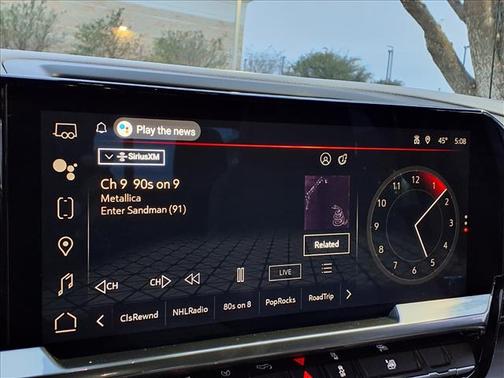 Play the news
45° 5:08
SiriusXM
Ch 9 90s on 9
Metallica
Enter Sandman (91)
Related
12 1 2 3 4 5 6 7 8 9 10 11
CH CH LIVE
ClsRewnd NHLRadio 80s on 8 PopRocks RoadTrip